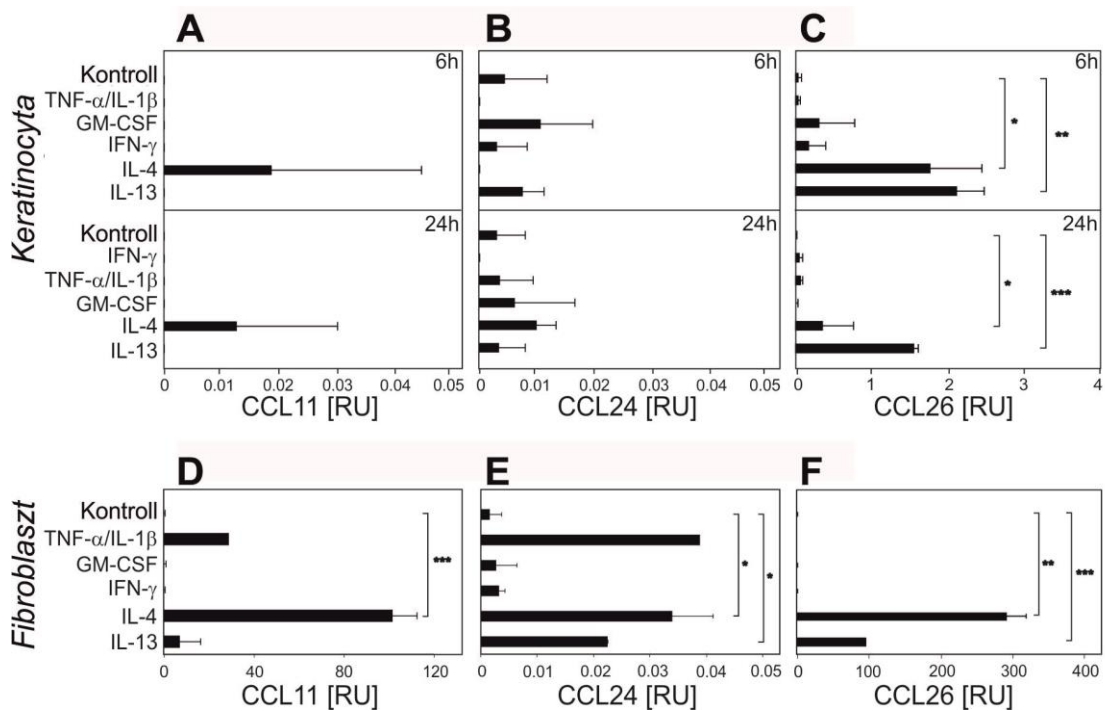 A
B
C
Keratinocyta
6h
6h
6h
Kontroll
TNF-α/IL-1β
GM-CSF
IFN-γ
IL-4
IL-13
*
**
24h
24h
24h
Kontroll
IFN-γ
TNF-α/IL-1β
GM-CSF
IL-4
IL-13
*
***
0 0.01 0.02 0.03 0.04 0.05
CCL11 [RU]
0 0.01 0.02 0.03 0.04 0.05
CCL24 [RU]
0 1 2 3 4
CCL26 [RU]
D
E
F
Fibroblaszt
Kontroll
TNF-α/IL-1β
GM-CSF
IFN-γ
IL-4
IL-13
***
*
*
**
***
0 40 80 120
CCL11 [RU]
0 0.01 0.02 0.03 0.04 0.05
CCL24 [RU]
0 100 200 300 400
CCL26 [RU]